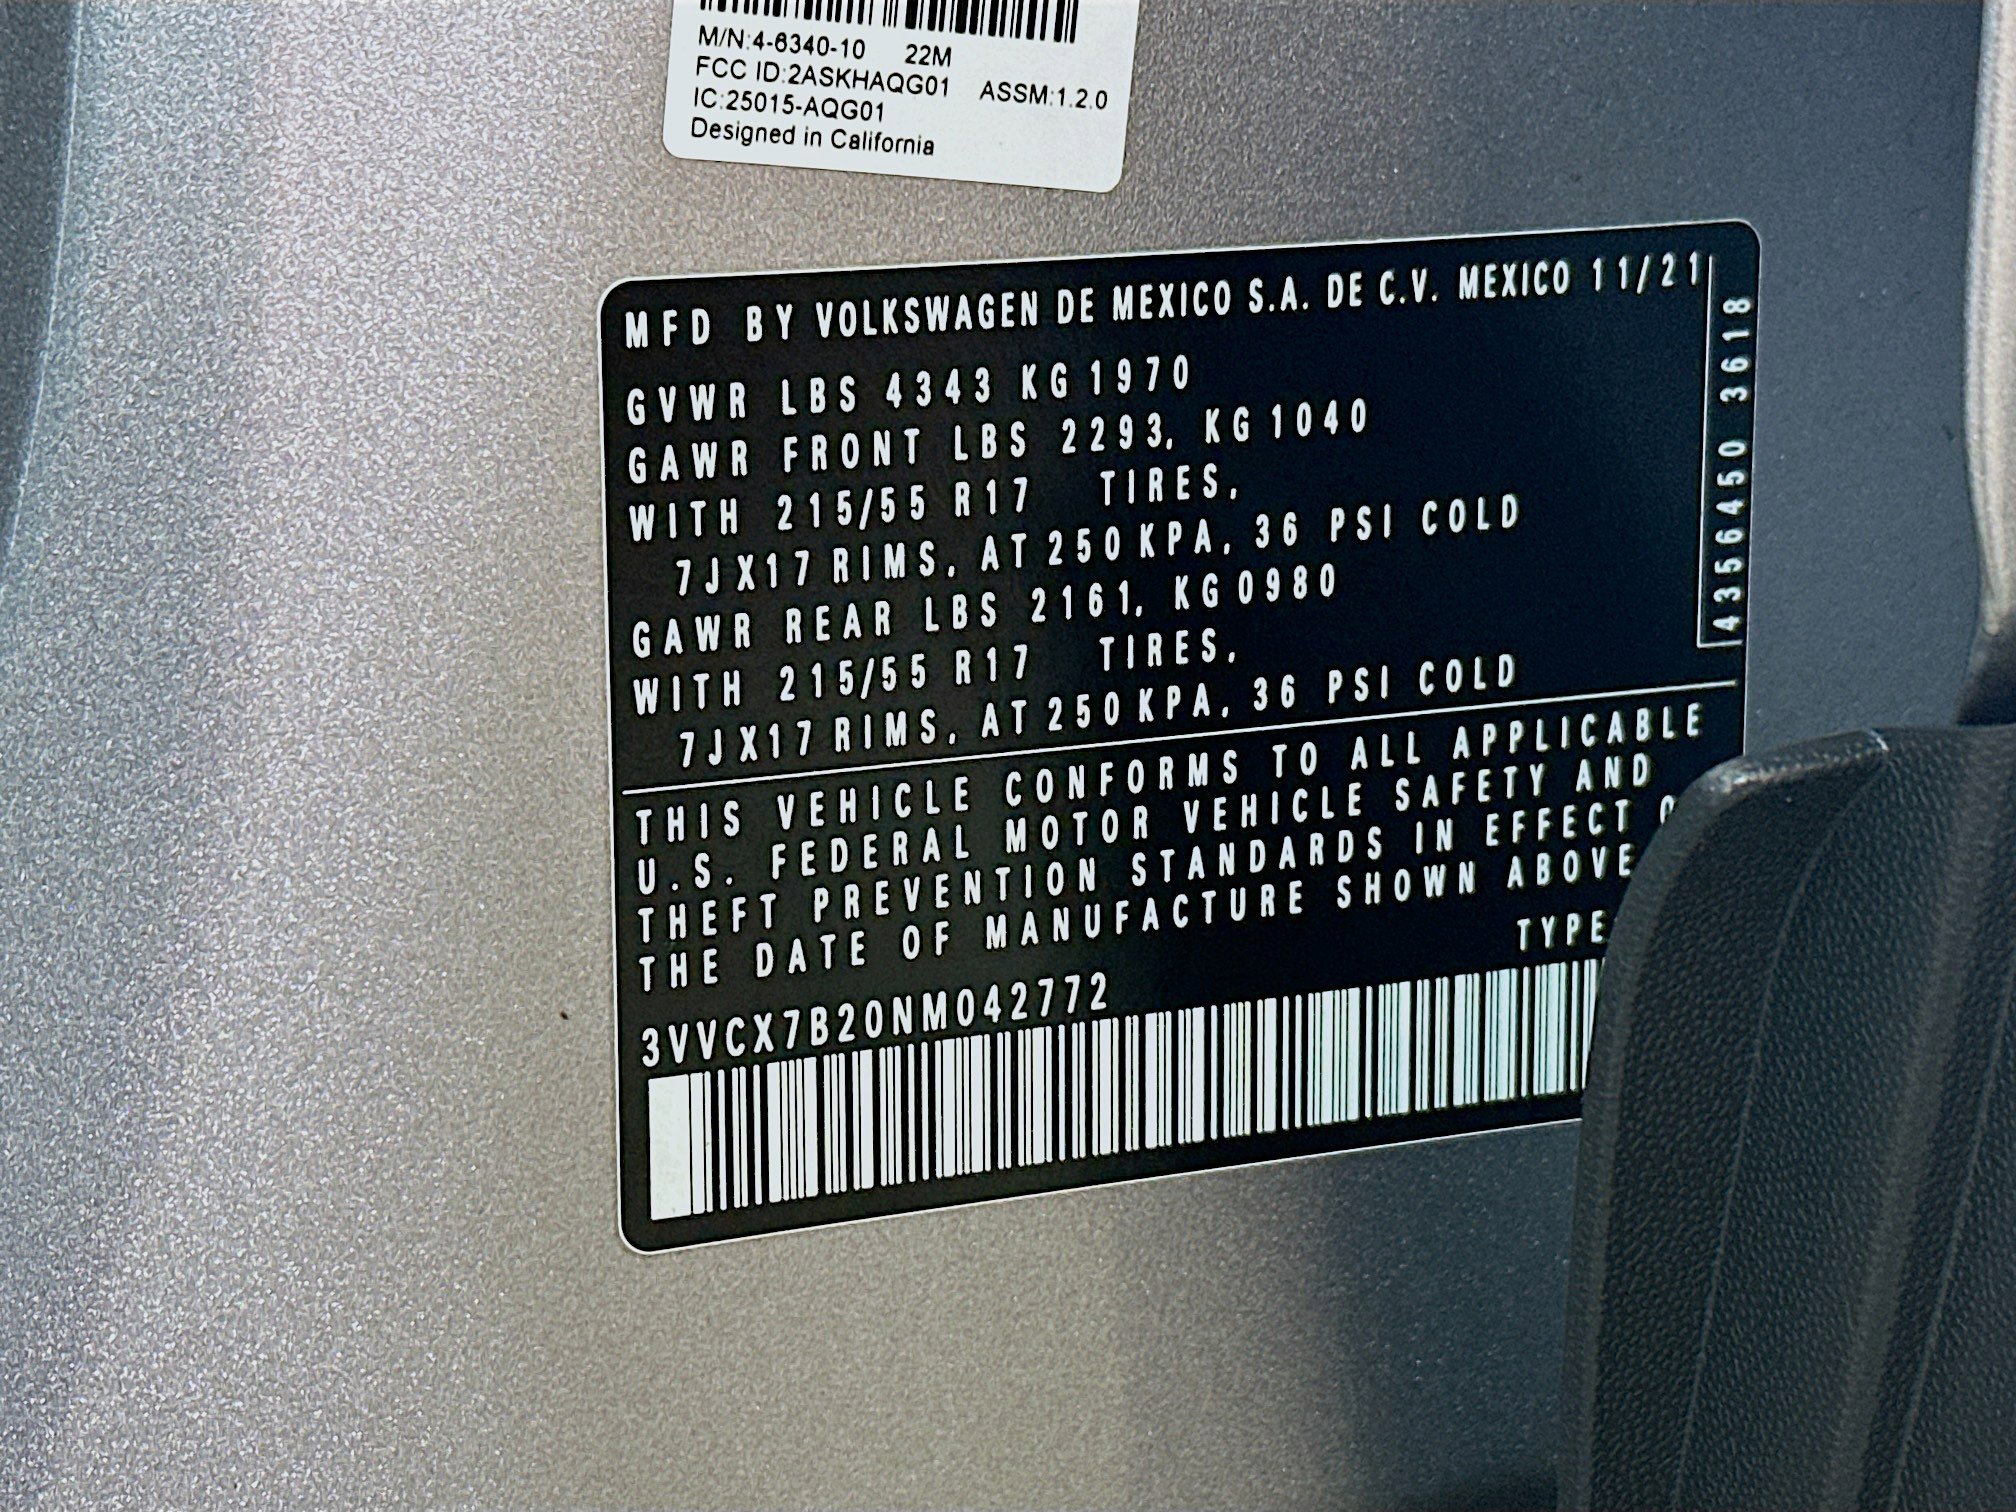 M/N:4-6340-10 22M
FCC ID:2ASKHAQG01 ASSM:1.2.0
IC:25015-AQG01
Designed in California
MFD BY VOLKSWAGEN DE MEXICO S.A. DE C.V. MEXICO 11/21
GVWR LBS 4343 KG 1970
GAWR FRONT LBS 2293, KG 1040
WITH 215/55 R17 TIRES,
7JX17 RIMS, AT 250 KPA, 36 PSI COLD
GAWR REAR LBS 2161, KG 0980
WITH 215/55 R17 TIRES,
7JX17 RIMS, AT 250 KPA, 36 PSI COLD
4356450 3618
THIS VEHICLE CONFORMS TO ALL APPLICABLE
U.S. FEDERAL MOTOR VEHICLE SAFETY AND
THEFT PREVENTION STANDARDS IN EFFECT
THE DATE OF MANUFACTURE SHOWN ABOVE
TYPE
3VVCX7B20NM042772